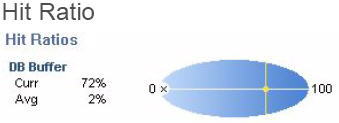 Hit Ratio
Hit Ratios
DB Buffer
Curr 72%
Avg 2%
0 100